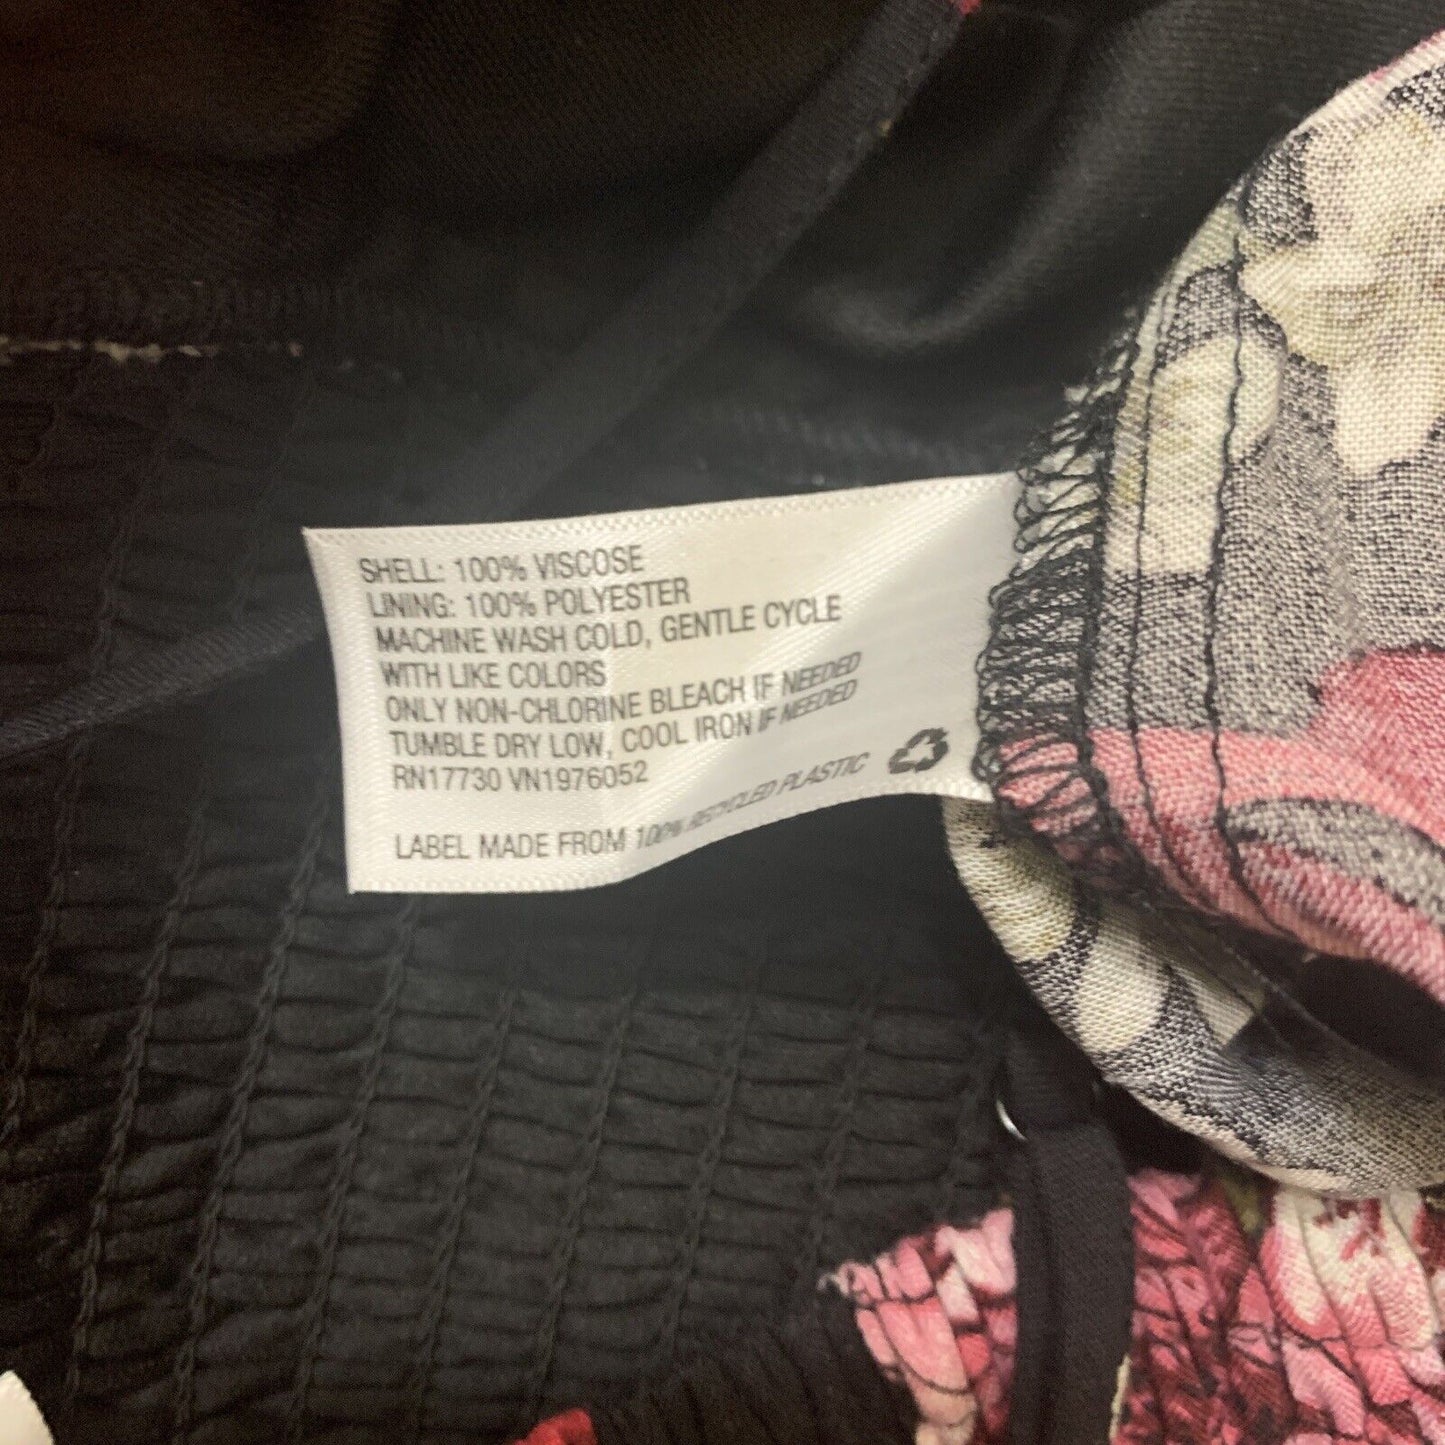 SHELL: 100% VISCOSE
LINING: 100% POLYESTER
MACHINE WASH COLD, GENTLE CYCLE
WITH LIKE COLORS
ONLY NON-CHLORINE BLEACH IF NEEDED
TUMBLE DRY LOW, COOL IRON IF NEEDED
RN17730 VN1976052
LABEL MADE FROM 100% RECYCLED PLASTIC